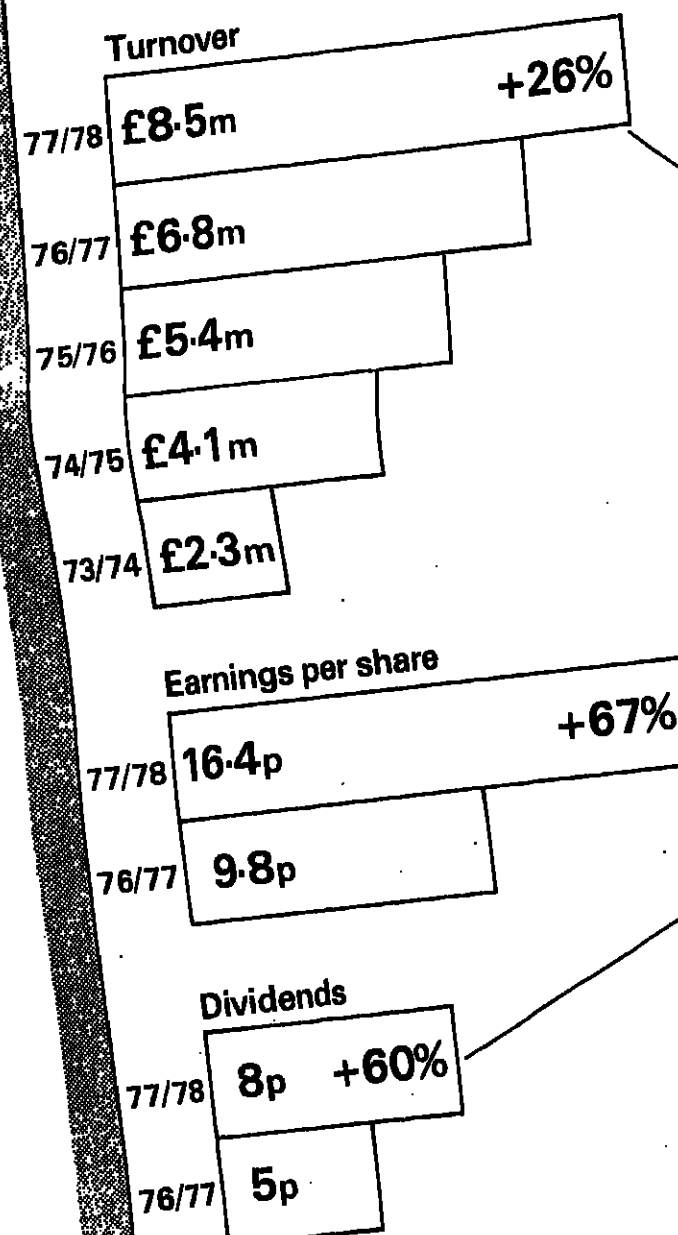 Turnover
77/78 £8·5m +26%
76/77 £6·8m
75/76 £5·4m
74/75 £4·1m
73/74 £2·3m
Earnings per share
77/78 16·4p +67%
76/77 9·8p
Dividends
77/78 8p +60%
76/77 5p